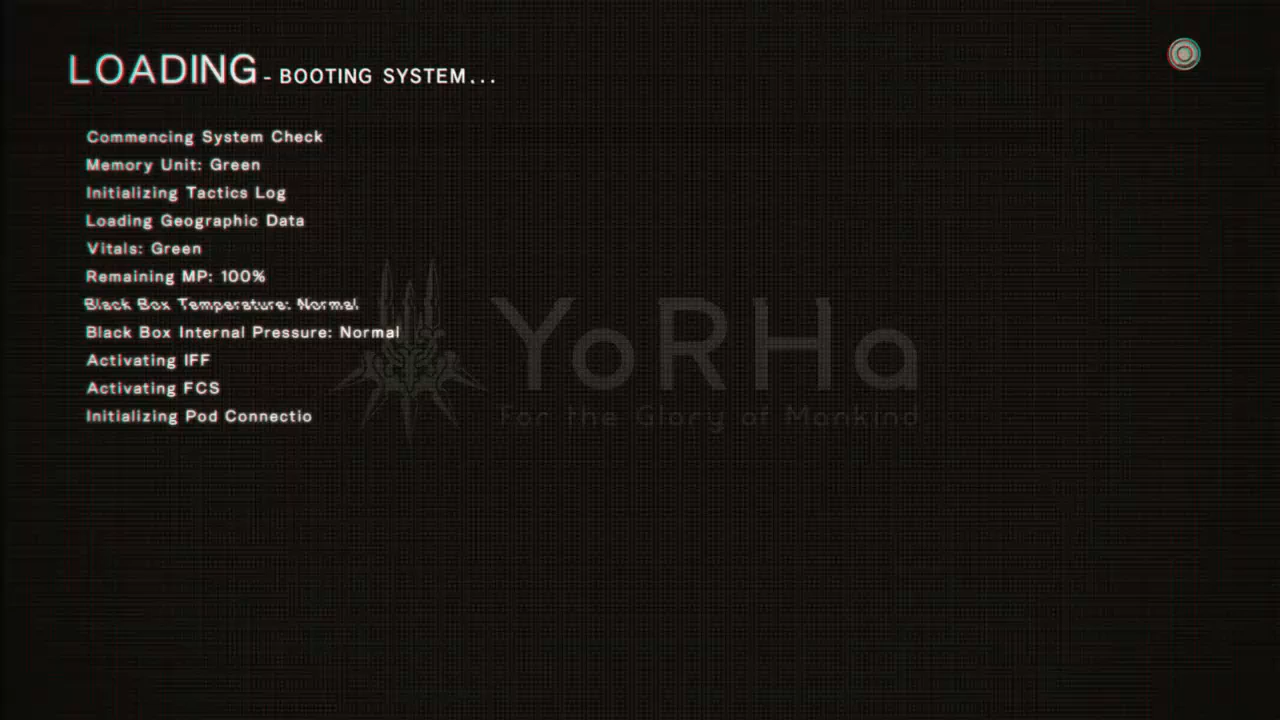 LOADING - BOOTING SYSTEM...
Commencing System Check
Memory Unit: Green
Initializing Tactics Log
Loading Geographic Data
Vitals: Green
Remaining MP: 100%
Black Box Temperature: Normal
Black Box Internal Pressure: Normal
Activating IFF
Activating FCS
Initializing Pod Connectio
YoRHa
For the Glory of Mankind